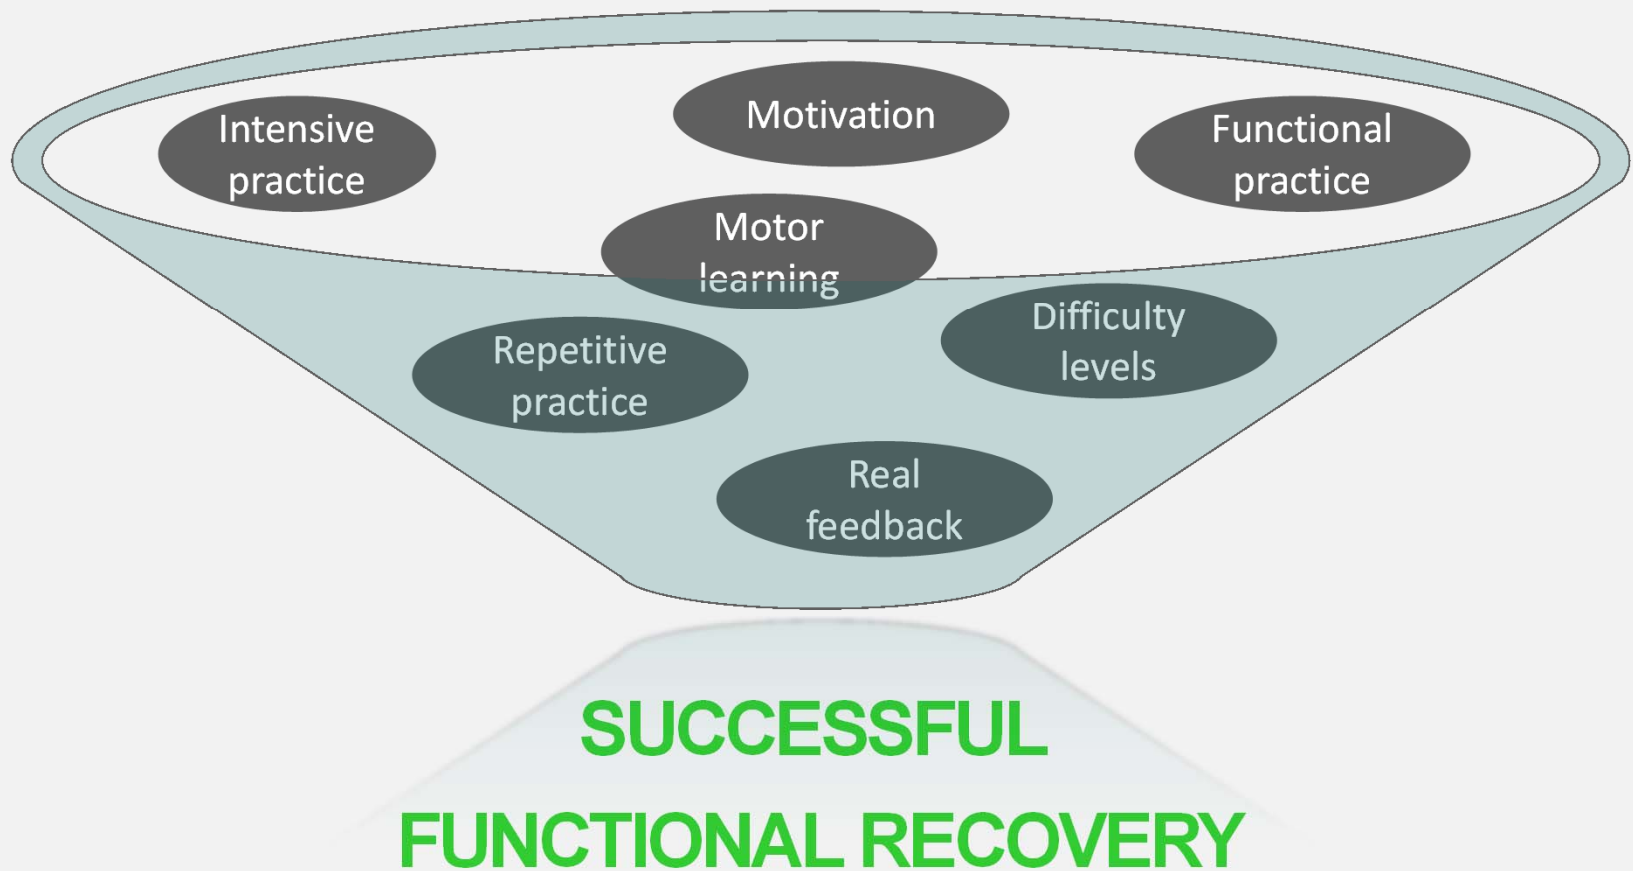 Motivation
Intensive
practice
Functional
practice
Motor
learning
Difficulty
levels
Repetitive
practice
Real
feedback
SUCCESSFUL
FUNCTIONAL RECOVERY